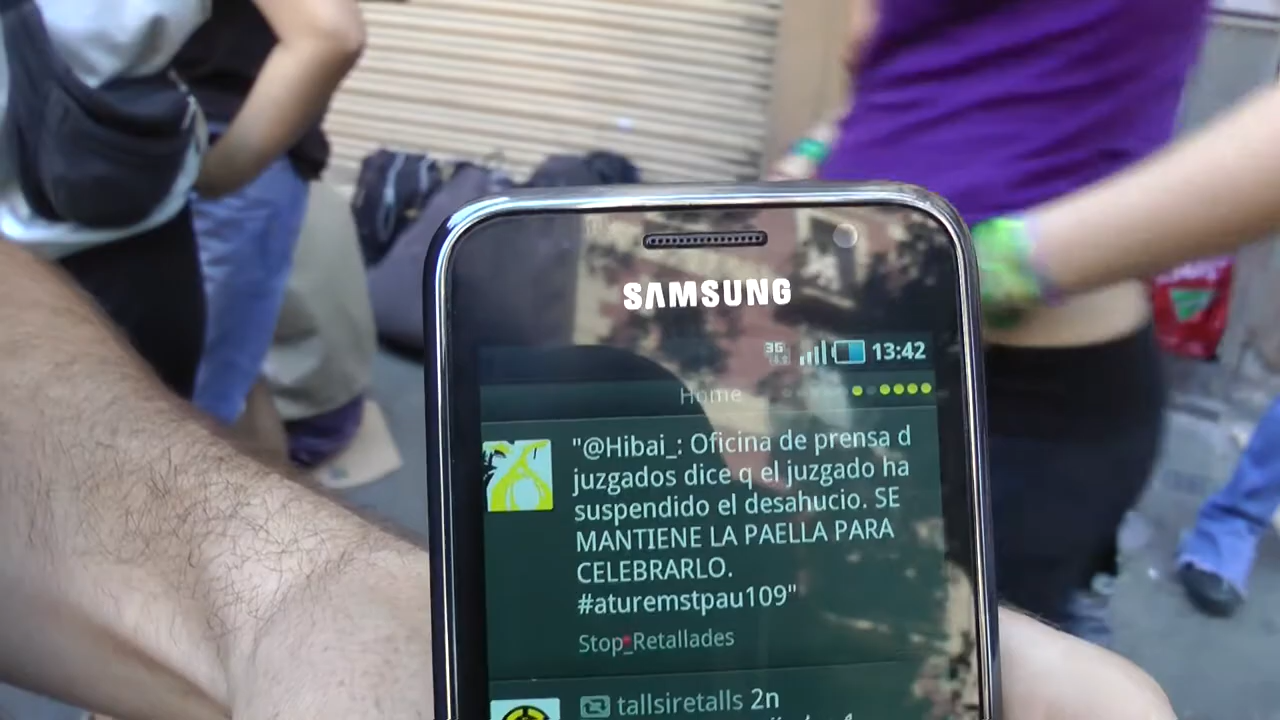 SAMSUNG
3G 13:42
Home
"@Hibai_: Oficina de prensa d
juzgados dice q el juzgado ha
suspendido el desahucio. SE
MANTIENE LA PAELLA PARA
CELEBRARLO.
#aturemstpau109"
Stop_Retallades
tallsiretalls 2n